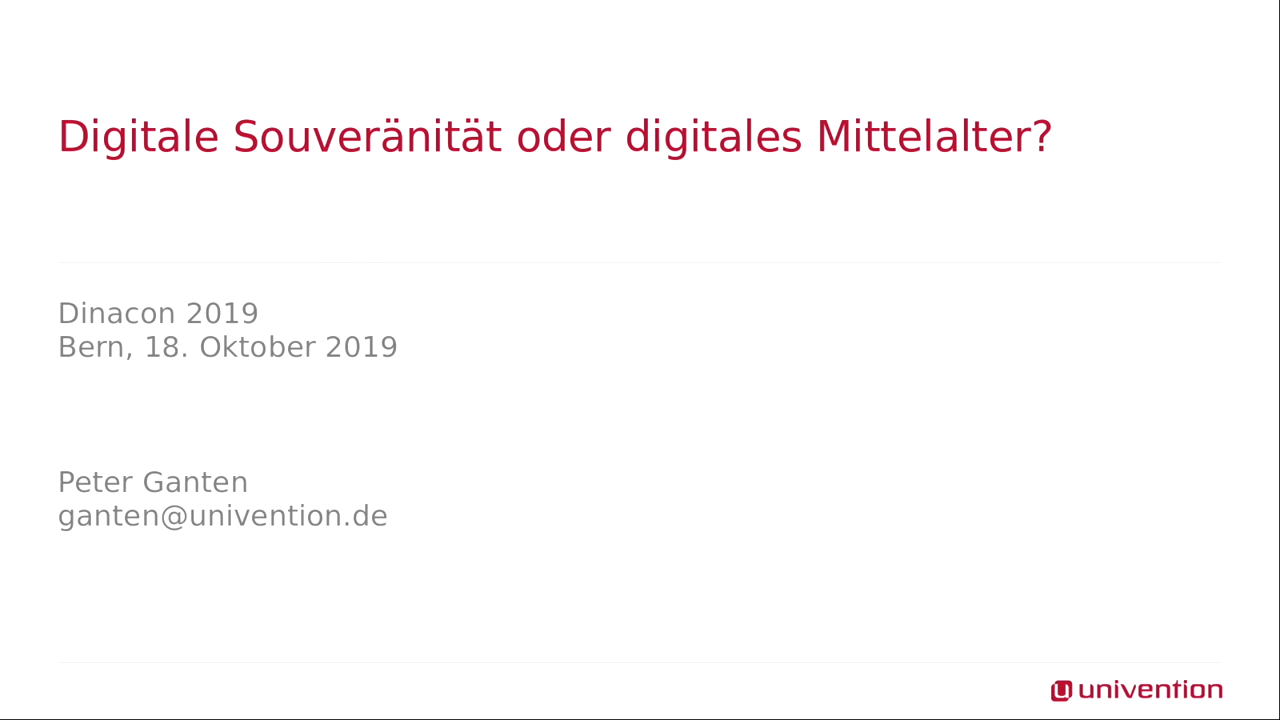 Digitale Souveränität oder digitales Mittelalter?
Dinacon 2019
Bern, 18. Oktober 2019
Peter Ganten
ganten@univention.de
univention